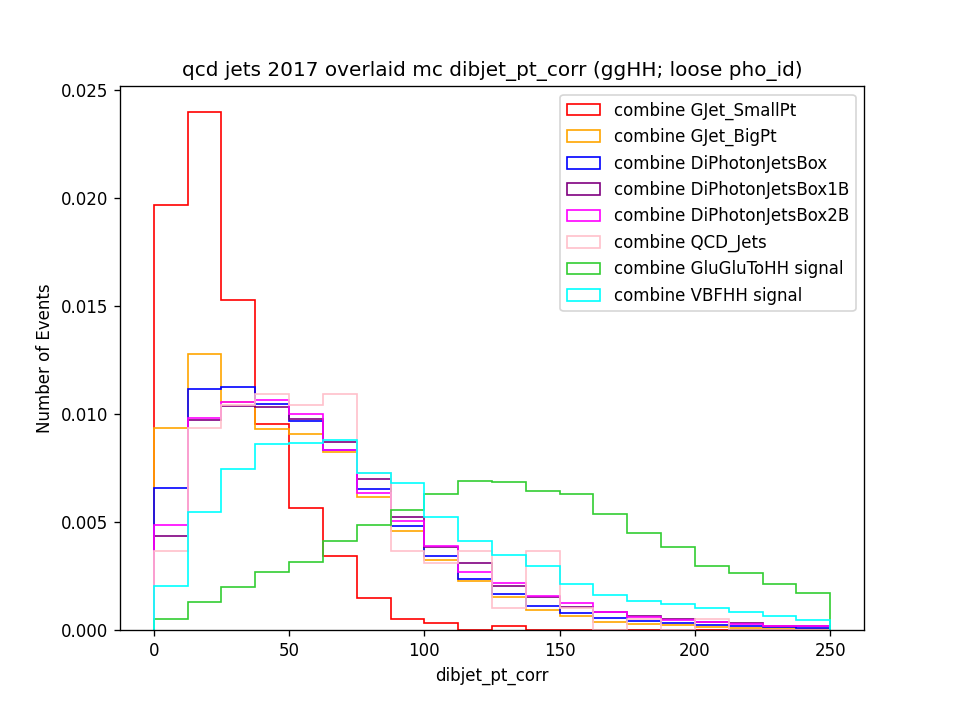 qcd jets 2017 overlaid mc dibjet_pt_corr (ggHH; loose pho_id)
0.025
0.020
0.015
0.010
0.005
0.000
Number of Events
combine GJet_SmallPt
combine GJet_BigPt
combine DiPhotonJetsBox
combine DiPhotonJetsBox1B
combine DiPhotonJetsBox2B
combine QCD_Jets
combine GluGluToHH signal
combine VBFHH signal
0
50
100
150
200
250
dibjet_pt_corr